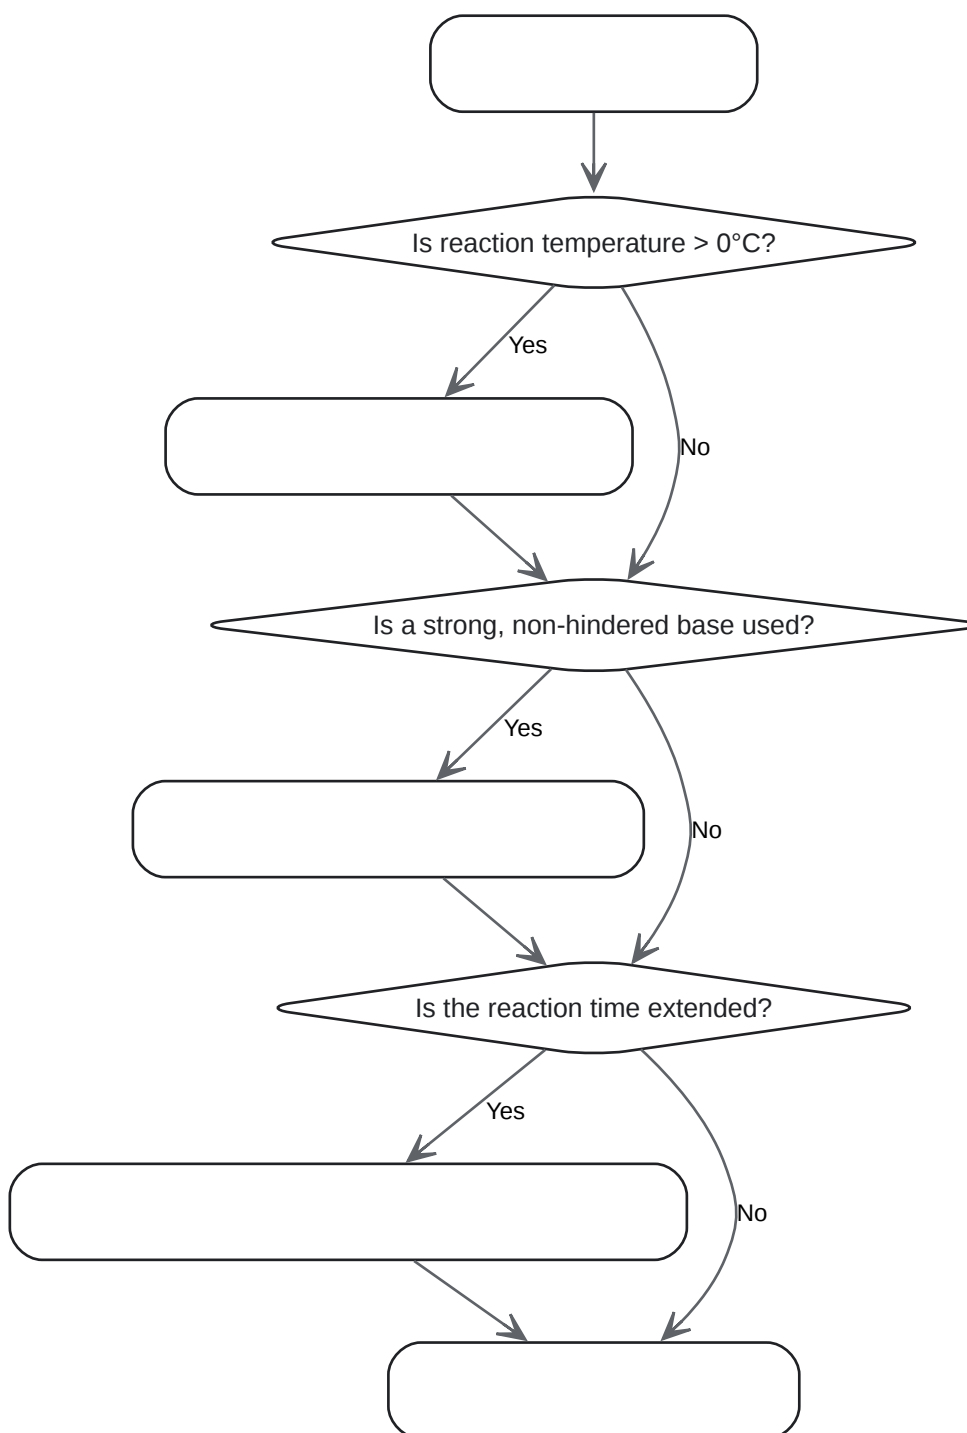 Is reaction temperature > 0°C?
Yes
No
Is a strong, non-hindered base used?
Yes
No
Is the reaction time extended?
Yes
No